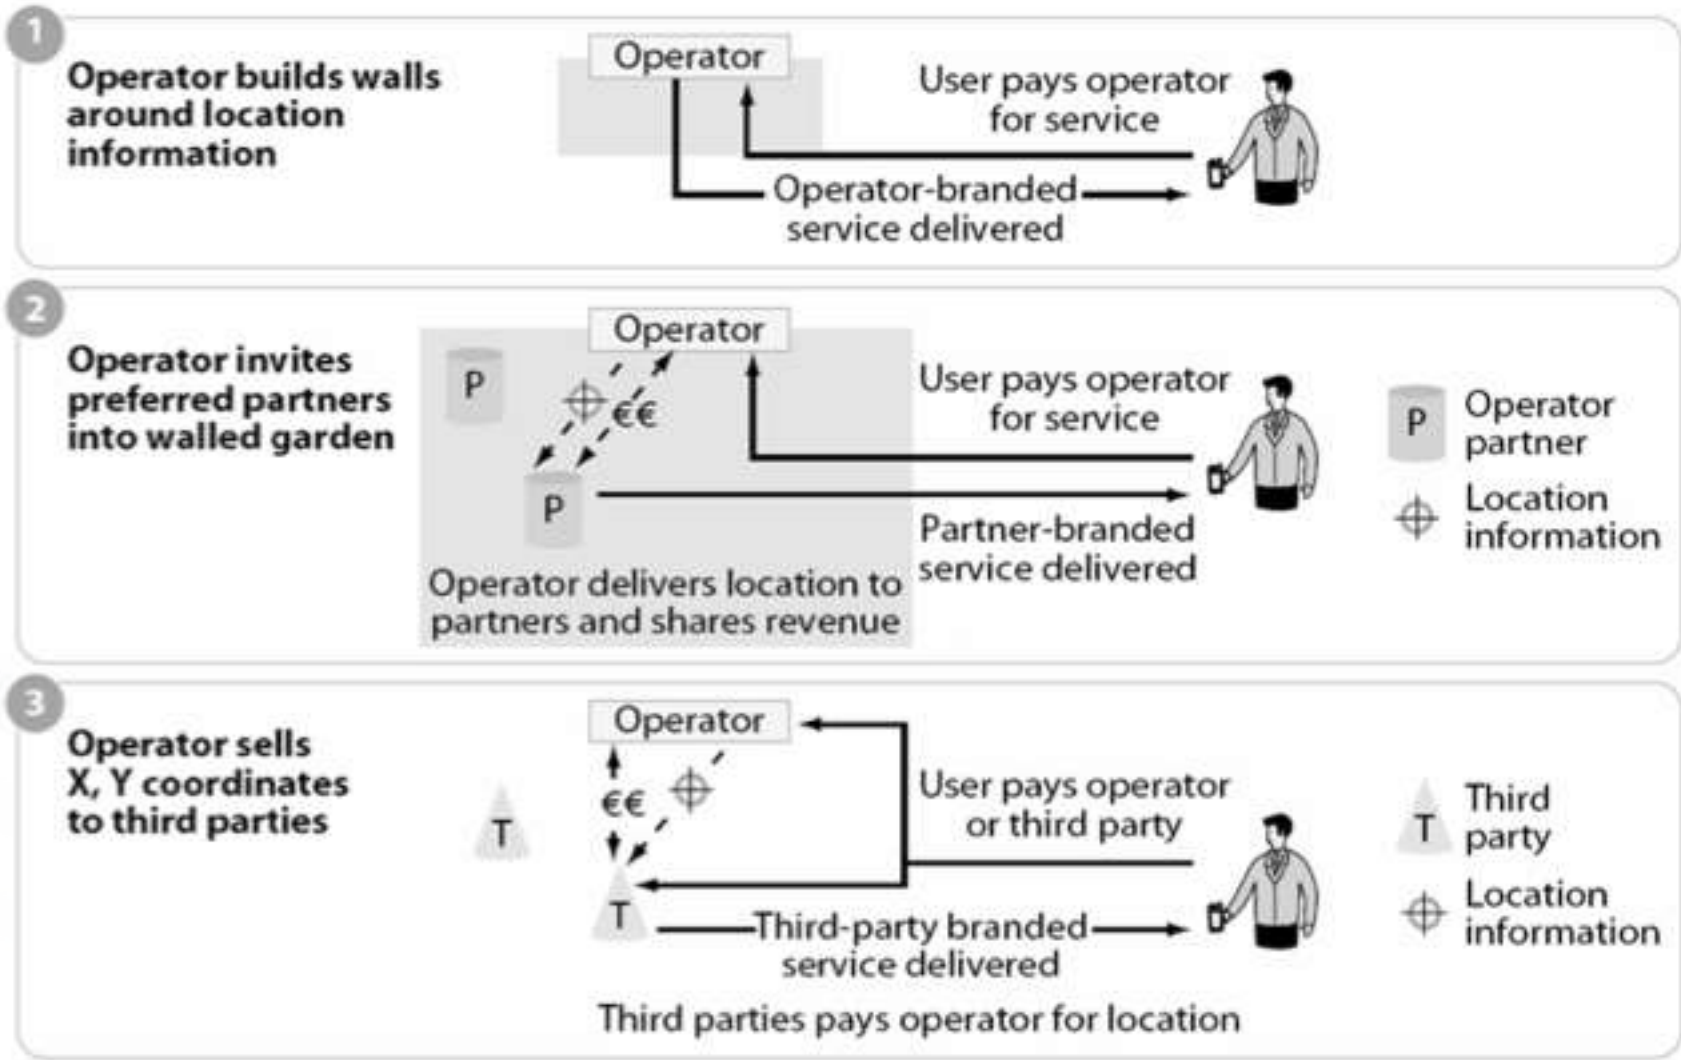 1
Operator builds walls
around location
information
Operator
User pays operator
for service
Operator-branded
service delivered
2
Operator invites
preferred partners
into walled garden
Operator
P
€€
P
User pays operator
for service
Partner-branded
service delivered
Operator delivers location to
partners and shares revenue
P
Operator
partner
Location
information
3
Operator sells
X, Y coordinates
to third parties
Operator
T
€€
T
User pays operator
or third party
Third-party branded
service delivered
Third parties pays operator for location
T
Third
party
Location
information